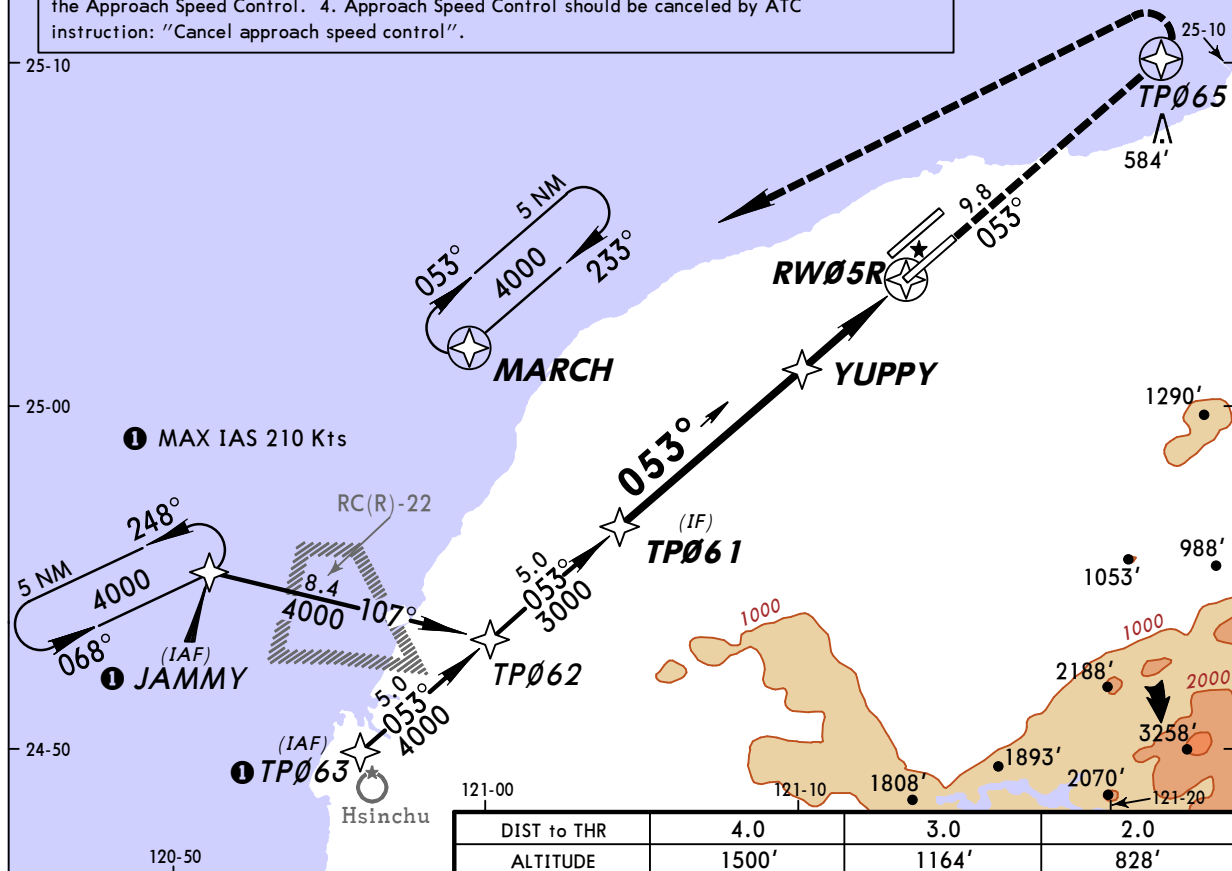 the Approach Speed Control. 4. Approach Speed Control should be canceled by ATC
instruction: "Cancel approach speed control".
25-10
25-10
TPØ65
584'
5 NM
053°
4000
233°
9.8
053°
RWØ5R
MARCH
YUPPY
25-00
1290'
1 MAX IAS 210 Kts
053°
RC(R)-22
248°
5 NM
4000
068°
(IF)
TPØ61
988'
1053'
8.4
4000
107°
5.0
053°
3000
(IAF)
1 JAMMY
TPØ62
1000
1000
2188'
2000
5.0
053°
4000
24-50
(IAF)
1 TPØ63
Hsinchu
3258'
1893'
1808'
2070'
121-00
121-10
121-20
120-50
DIST to THR 4.0 3.0 2.0
ALTITUDE 1500' 1164' 828'